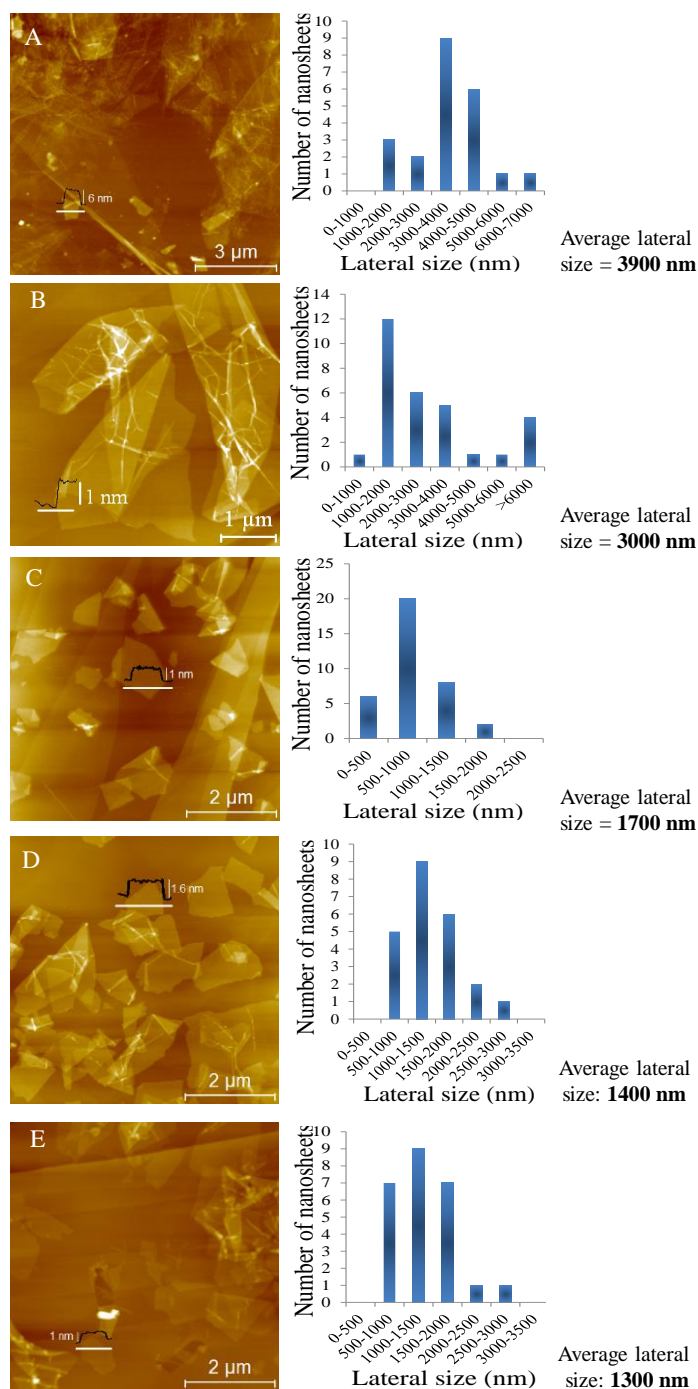 A
6 nm
3 µm
Number of nanosheets
10
9
8
7
6
5
4
3
2
1
0
0-1000
1000-2000
2000-3000
3000-4000
4000-5000
5000-6000
6000-7000
Lateral size (nm)
Average lateral
size = 3900 nm
B
1 nm
1 µm
Number of nanosheets
14
12
10
8
6
4
2
0
0-1000
1000-2000
2000-3000
3000-4000
4000-5000
5000-6000
>6000
Lateral size (nm)
Average lateral
size = 3000 nm
C
1 nm
2 µm
Number of nanosheets
25
20
15
10
5
0
0-500
500-1000
1000-1500
1500-2000
2000-2500
Lateral size (nm)
Average lateral
size = 1700 nm
D
1.6 nm
2 µm
Number of nanosheets
10
9
8
7
6
5
4
3
2
1
0
0-500
500-1000
1000-1500
1500-2000
2000-2500
2500-3000
3000-3500
Lateral size (nm)
Average lateral
size: 1400 nm
E
1 nm
2 µm
Number of nanosheets
10
9
8
7
6
5
4
3
2
1
0
0-500
500-1000
1000-1500
1500-2000
2000-2500
2500-3000
3000-3500
Lateral size (nm)
Average lateral
size: 1300 nm